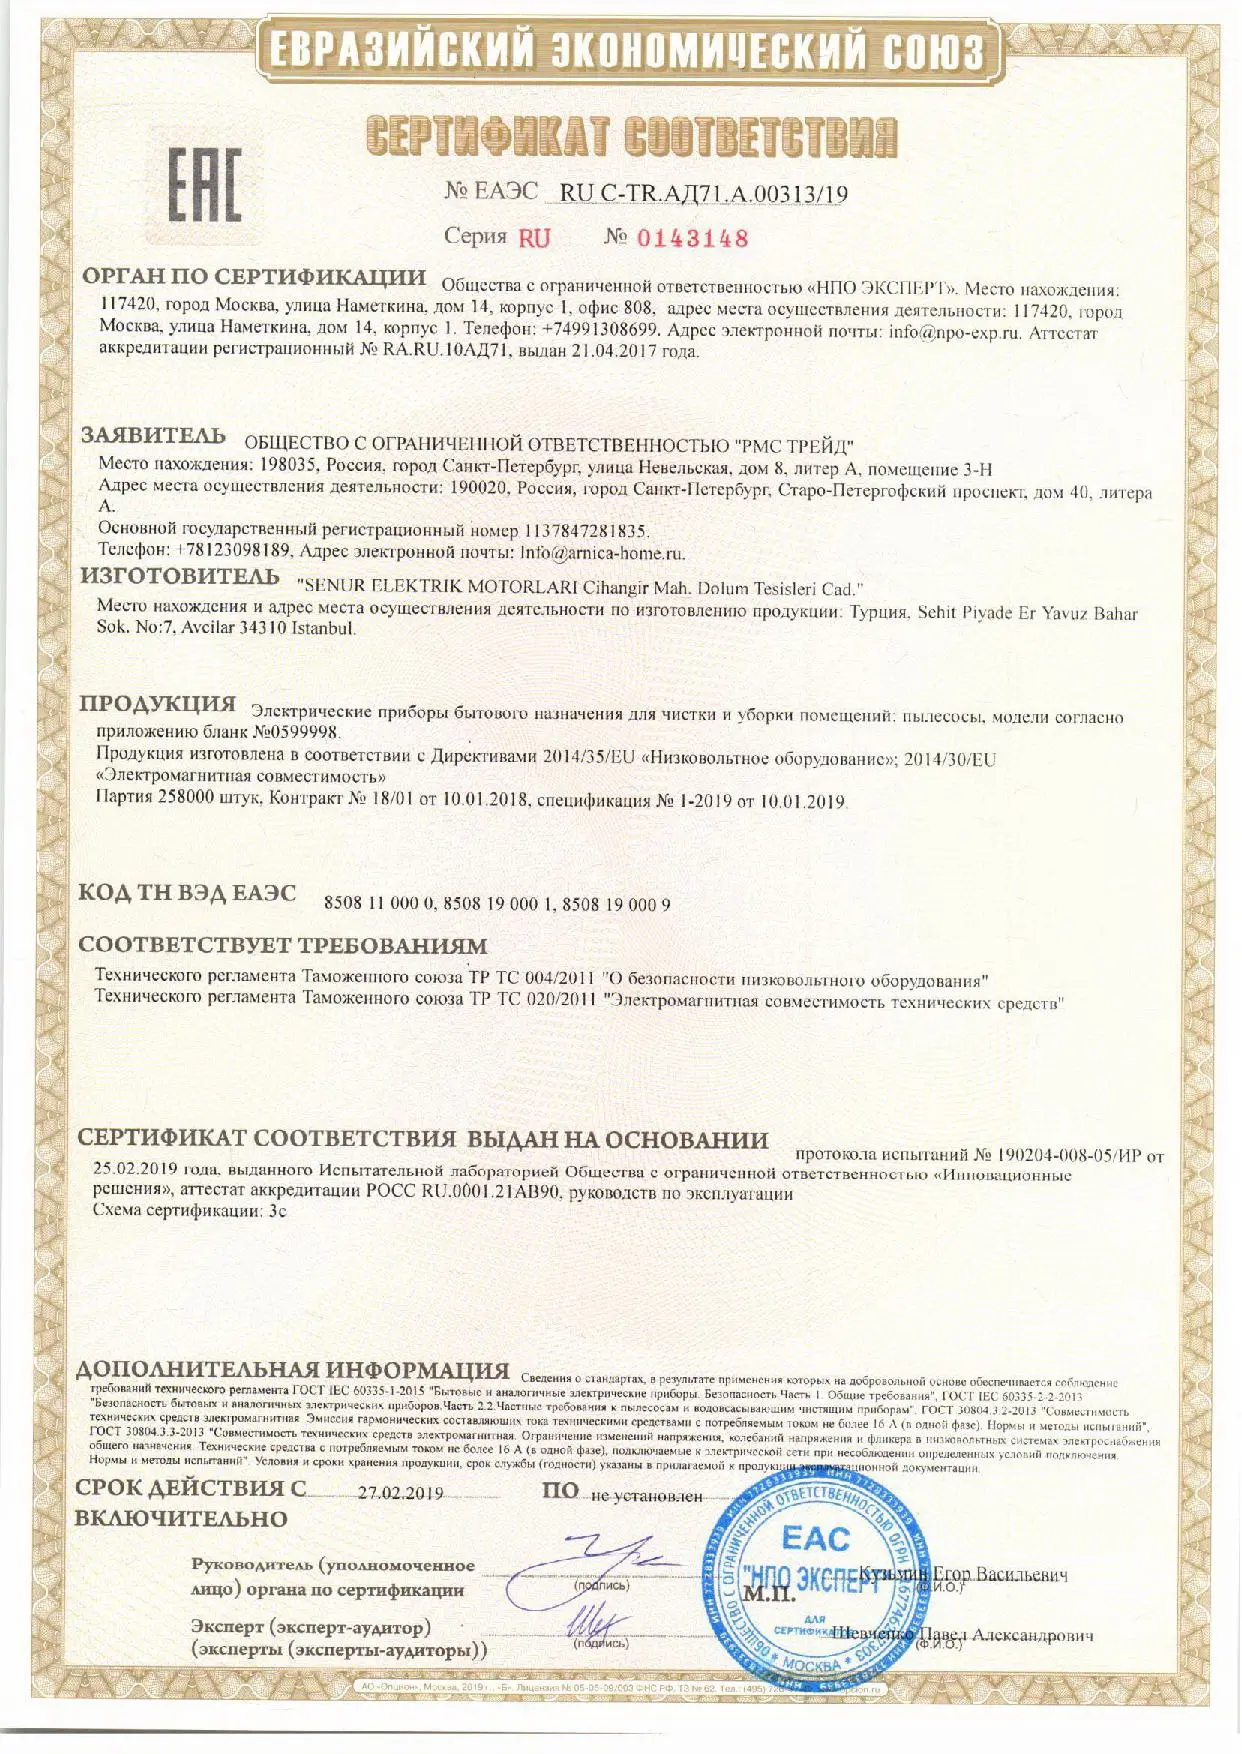 ЕВРАЗИЙСКИЙ ЭКОНОМИЧЕСКИЙ СОЮЗ
СЕРТИФИКАТ СООТВЕТСТВИЯ
ЕАС
№ ЕАЭС RU С-TR.АД71.А.00313/19
Серия RU № 0143148
ОРГАН ПО СЕРТИФИКАЦИИ Общества с ограниченной ответственностью «НПО ЭКСПЕРТ». Место нахождения:
117420, город Москва, улица Наметкина, дом 14, корпус 1, офис 808, адрес места осуществления деятельности: 117420, город
Москва, улица Наметкина, дом 14, корпус 1. Телефон: +74991308699. Адрес электронной почты: info@npo-exp.ru. Аттестат
аккредитации регистрационный № RA.RU.10АД71, выдан 21.04.2017 года.
ЗАЯВИТЕЛЬ ОБЩЕСТВО С ОГРАНИЧЕННОЙ ОТВЕТСТВЕННОСТЬЮ "РМС ТРЕЙД"
Место нахождения: 198035, Россия, город Санкт-Петербург, улица Невельская, дом 8, литер А, помещение 3-Н
Адрес места осуществления деятельности: 190020, Россия, город Санкт-Петербург, Старо-Петергофский проспект, дом 40, литера
А.
Основной государственный регистрационный номер 1137847281835.
Телефон: +78123098189, Адрес электронной почты: Info@arnica-home.ru.
ИЗГОТОВИТЕЛЬ "SENUR ELEKTRIK MOTORLARI Cihangir Mah. Dolum Tesisleri Cad."
Место нахождения и адрес места осуществления деятельности по изготовлению продукции: Турция, Sehit Piyade Er Yavuz Bahar
Sok. No:7, Avcilar 34310 Istanbul.
ПРОДУКЦИЯ Электрические приборы бытового назначения для чистки и уборки помещений: пылесосы, модели согласно
приложению бланк №0599998.
Продукция изготовлена в соответствии с Директивами 2014/35/EU «Низковольтное оборудование»; 2014/30/EU
«Электромагнитная совместимость»
Партия 258000 штук, Контракт № 18/01 от 10.01.2018, спецификация № 1-2019 от 10.01.2019.
КОД ТН ВЭД ЕАЭС 8508 11 000 0, 8508 19 000 1, 8508 19 000 9
СООТВЕТСТВУЕТ ТРЕБОВАНИЯМ
Технического регламента Таможенного союза ТР ТС 004/2011 "О безопасности низковольтного оборудования"
Технического регламента Таможенного союза ТР ТС 020/2011 "Электромагнитная совместимость технических средств"
СЕРТИФИКАТ СООТВЕТСТВИЯ ВЫДАН НА ОСНОВАНИИ протокола испытаний № 190204-008-05/ИР от
25.02.2019 года, выданного Испытательной лабораторией Общества с ограниченной ответственностью «Инновационные
решения», аттестат аккредитации РОСС RU.0001.21АВ90, руководств по эксплуатации
Схема сертификации: 3с
ДОПОЛНИТЕЛЬНАЯ ИНФОРМАЦИЯ Сведения о стандартах, в результате применения которых на добровольной основе обеспечивается соблюдение
требований технического регламента ГОСТ IEC 60335-1-2015 "Бытовые и аналогичные электрические приборы. Безопасность Часть 1. Общие требования", ГОСТ IEC 60335-2-2-2013
"Безопасность бытовых и аналогичных электрических приборов.Часть 2.2.Частные требования к пылесосам и водовсасывающим чистящим приборам", ГОСТ 30804.3.2-2013 "Совместимость
технических средств электромагнитная Эмиссия гармонических составляющих тока техническими средствами с потребляемым током не более 16 А (в одной фазе). Нормы и методы испытаний",
ГОСТ 30804.3.3-2013 "Совместимость технических средств электромагнитная. Ограничение изменений напряжения, колебаний напряжения и фликера в низковольтных системах электроснабжения
общего назначения. Технические средства с потребляемым током не более 16 А (в одной фазе), подключаемые к электрической сети при несоблюдении определенных условий подключения.
Нормы и методы испытаний". Условия и сроки хранения продукции, срок службы (годности) указаны в прилагаемой к продукции эксплуатационной документации.
СРОК ДЕЙСТВИЯ С 27.02.2019 ПО не установлен
ВКЛЮЧИТЕЛЬНО
Руководитель (уполномоченное
лицо) органа по сертификации (подпись) М.П. Кузьмин Егор Васильевич (Ф.И.О.)
Эксперт (эксперт-аудитор)
(эксперты (эксперты-аудиторы)) (подпись) Шевченко Павел Александрович (Ф.И.О.)
ЕАС
"НПО ЭКСПЕРТ"
ДЛЯ
МОСКВА
АО «Опцион», Москва, 2019 г., «Б». Лицензия № 05-05-09/003 ФНС РФ, ТЗ № 62. Тел.: (495)